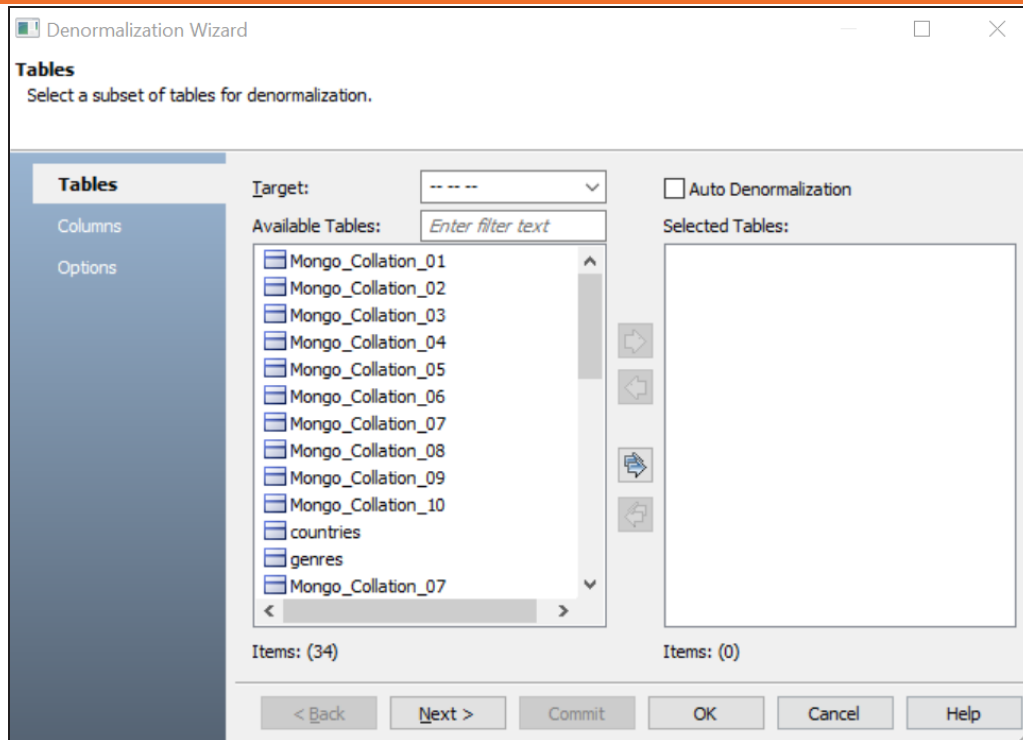 Denormalization Wizard
Tables
Select a subset of tables for denormalization.
Tables
Columns
Options
Target:
-- -- --
Auto Denormalization
Available Tables:
Enter filter text
Selected Tables:
Mongo_Collation_01
Mongo_Collation_02
Mongo_Collation_03
Mongo_Collation_04
Mongo_Collation_05
Mongo_Collation_06
Mongo_Collation_07
Mongo_Collation_08
Mongo_Collation_09
Mongo_Collation_10
countries
genres
Mongo_Collation_07
Items: (34)
Items: (0)
< Back
Next >
Commit
OK
Cancel
Help